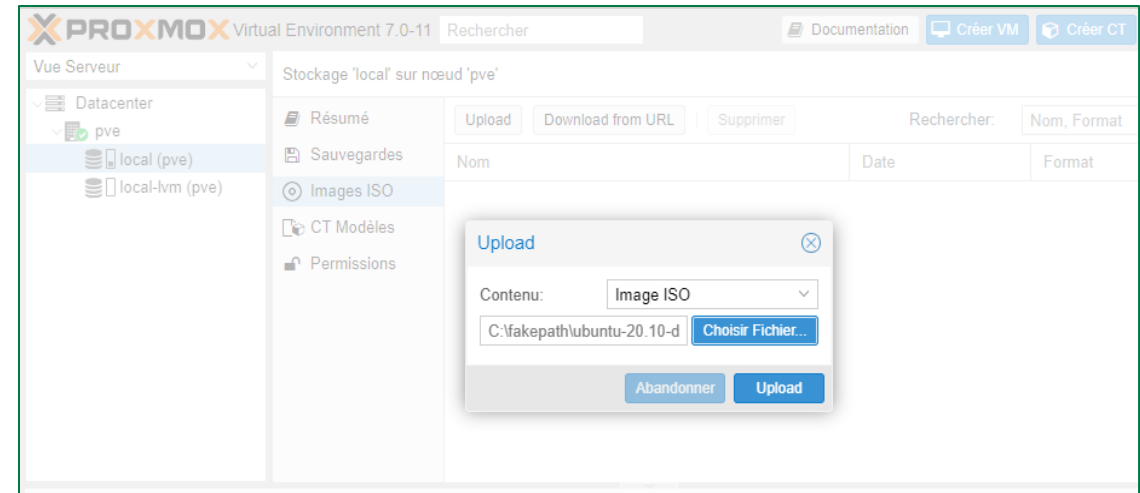 PROXMOX Virtual Environment 7.0-11 Rechercher Documentation Créer VM Créer CT
Vue Serveur
Datacenter
pve
local (pve)
local-lvm (pve)
Stockage 'local' sur nœud 'pve'
Résumé
Sauvegardes
Images ISO
CT Modèles
Permissions
Upload Download from URL Supprimer Rechercher: Nom, Format
Nom Date Format
Upload
Contenu: Image ISO
C:\fakepath\ubuntu-20.10-d Choisir Fichier...
Abandonner Upload